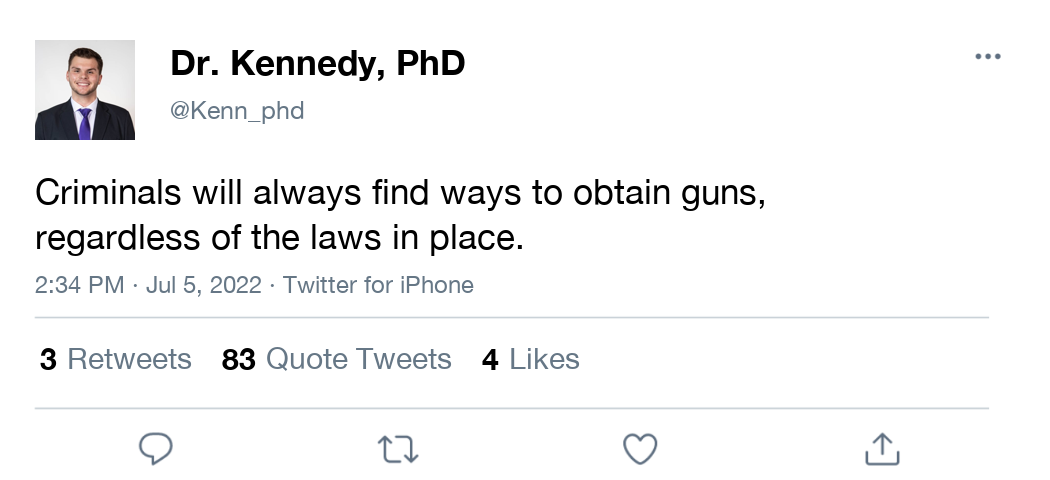 Dr. Kennedy, PhD
@Kenn_phd
Criminals will always find ways to obtain guns,
regardless of the laws in place.
2:34 PM · Jul 5, 2022 · Twitter for iPhone
3 Retweets 83 Quote Tweets 4 Likes